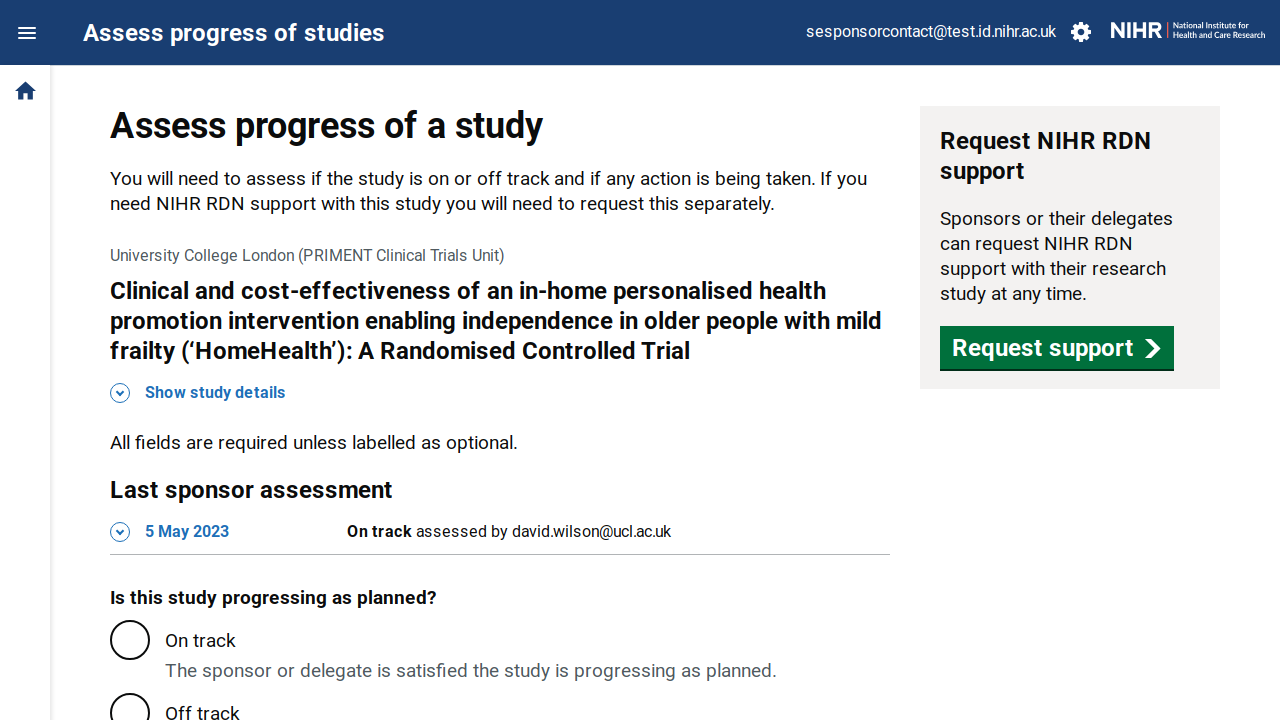 Assess progress of studies
sesponsorcontact@test.id.nihr.ac.uk
NIHR | National Institute for
Health and Care Research
Assess progress of a study
You will need to assess if the study is on or off track and if any action is being taken. If you
need NIHR RDN support with this study you will need to request this separately.
University College London (PRIMENT Clinical Trials Unit)
Clinical and cost-effectiveness of an in-home personalised health
promotion intervention enabling independence in older people with mild
frailty (‘HomeHealth’): A Randomised Controlled Trial
Show study details
All fields are required unless labelled as optional.
Last sponsor assessment
5 May 2023 On track assessed by david.wilson@ucl.ac.uk
Is this study progressing as planned?
On track
The sponsor or delegate is satisfied the study is progressing as planned.
Off track
Request NIHR RDN
support
Sponsors or their delegates
can request NIHR RDN
support with their research
study at any time.
Request support